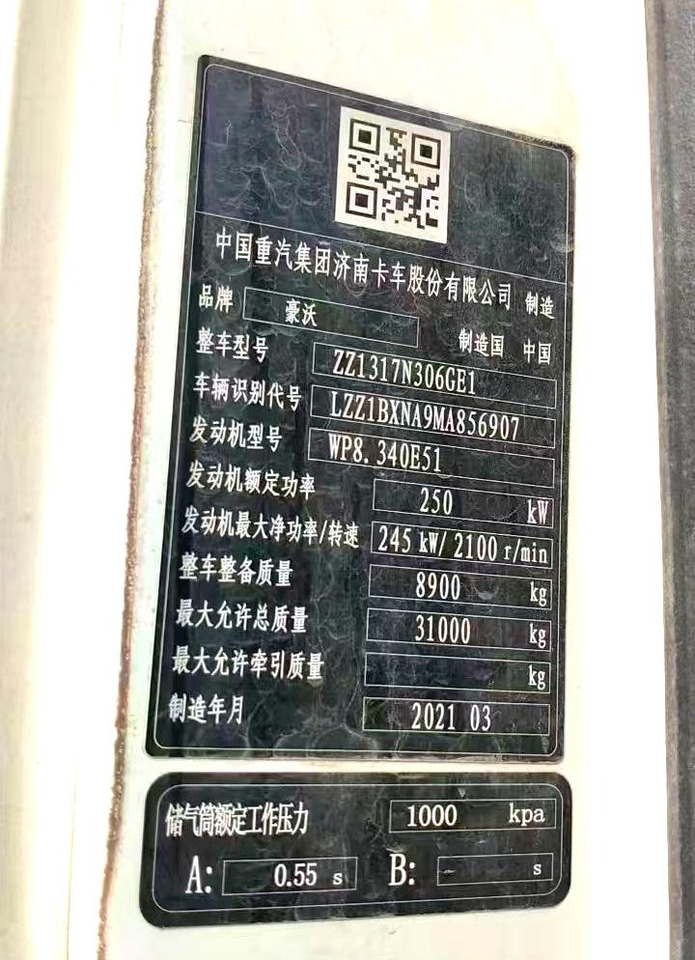 中国重汽集团济南卡车股份有限公司 制造
品牌 豪沃 制造国 中国
整车型号 ZZ1317N306GE1
车辆识别代号 LZZ1BXNA9MA856907
发动机型号 WP8.340E51
发动机额定功率 250 kW
发动机最大净功率/转速 245 kW/ 2100 r/min
整车整备质量 8900 kg
最大允许总质量 31000 kg
最大允许牵引质量 kg
制造年月 2021 03
储气筒额定工作压力 1000 kpa
A: 0.55 s B: s